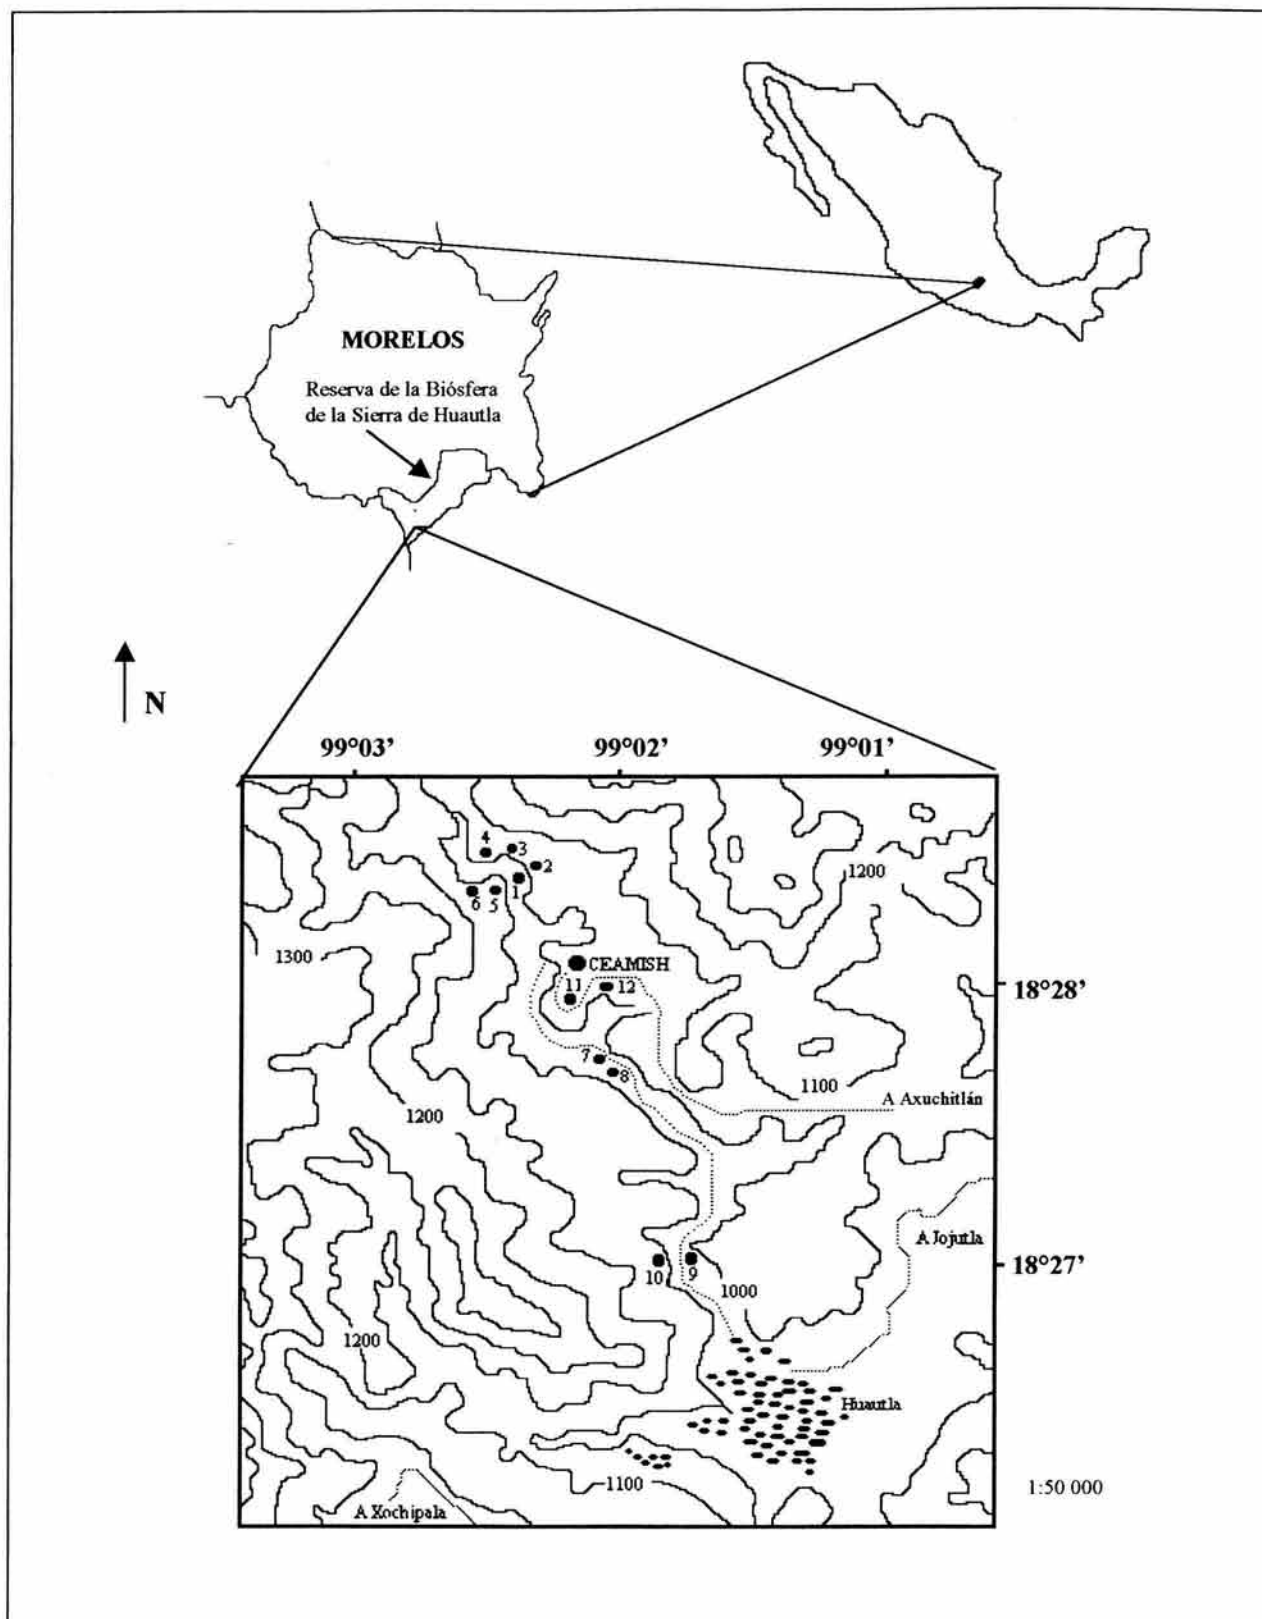 MORELOS
Reserva de la Biósfera
de la Sierra de Huautla
N
99°03’
99°02’
99°01’
4
3
2
1
6
5
1200
1300
CEAMISH
11
12
18°28’
7
8
1100
A Axuchitlán
1200
A Jojutla
10
9
18°27’
1000
1200
Huautla
1100
1:50 000
A Xochipala